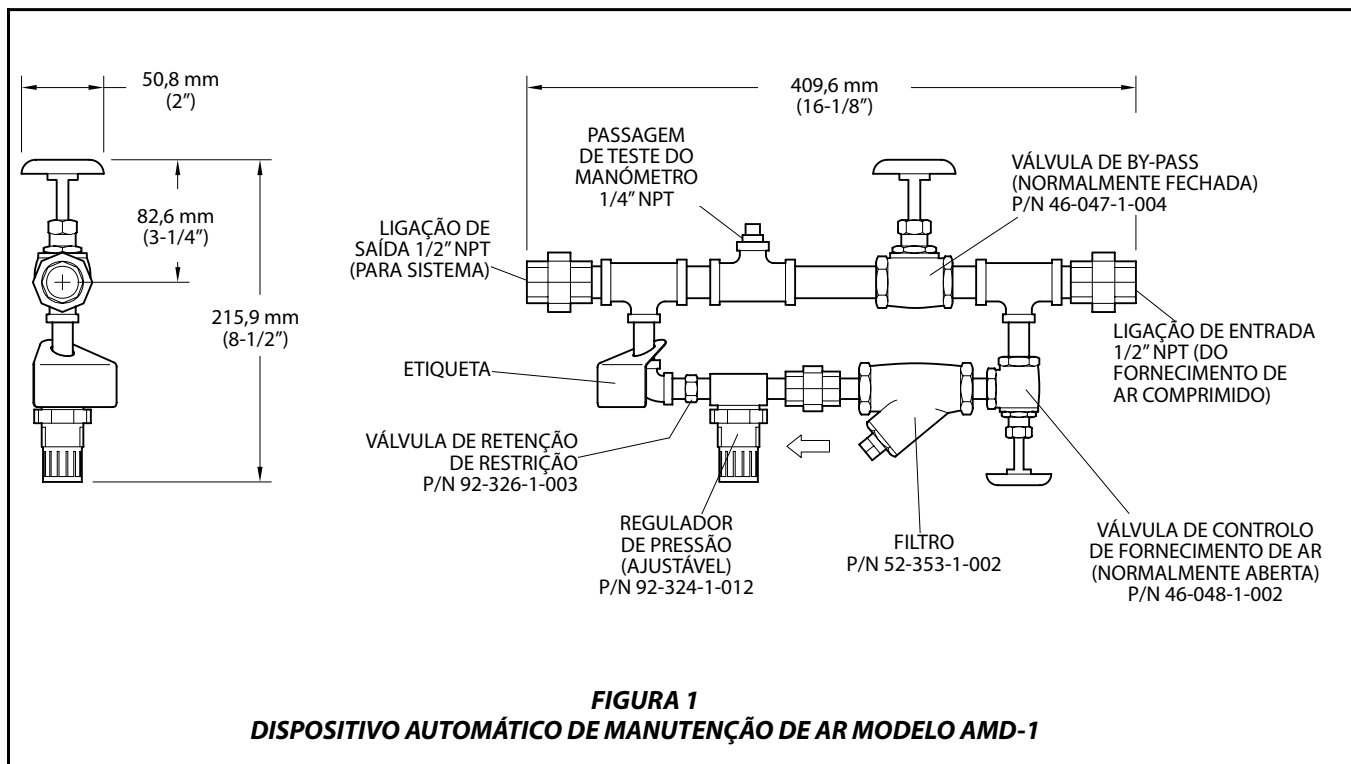 50,8 mm
(2”)
82,6 mm
(3-1/4”)
215,9 mm
(8-1/2”)
409,6 mm
(16-1/8”)
PASSAGEM
DE TESTE DO
MANÓMETRO
1/4” NPT
VÁLVULA DE BY-PASS
(NORMALMENTE FECHADA)
P/N 46-047-1-004
LIGAÇÃO DE
SAÍDA 1/2” NPT
(PARA SISTEMA)
LIGAÇÃO DE ENTRADA
1/2” NPT (DO
FORNECIMENTO DE
AR COMPRIMIDO)
ETIQUETA
VÁLVULA DE RETENÇÃO
DE RESTRIÇÃO
P/N 92-326-1-003
REGULADOR
DE PRESSÃO
(AJUSTÁVEL)
P/N 92-324-1-012
FILTRO
P/N 52-353-1-002
VÁLVULA DE CONTROLO
DE FORNECIMENTO DE AR
(NORMALMENTE ABERTA)
P/N 46-048-1-002
FIGURA 1
DISPOSITIVO AUTOMÁTICO DE MANUTENÇÃO DE AR MODELO AMD-1